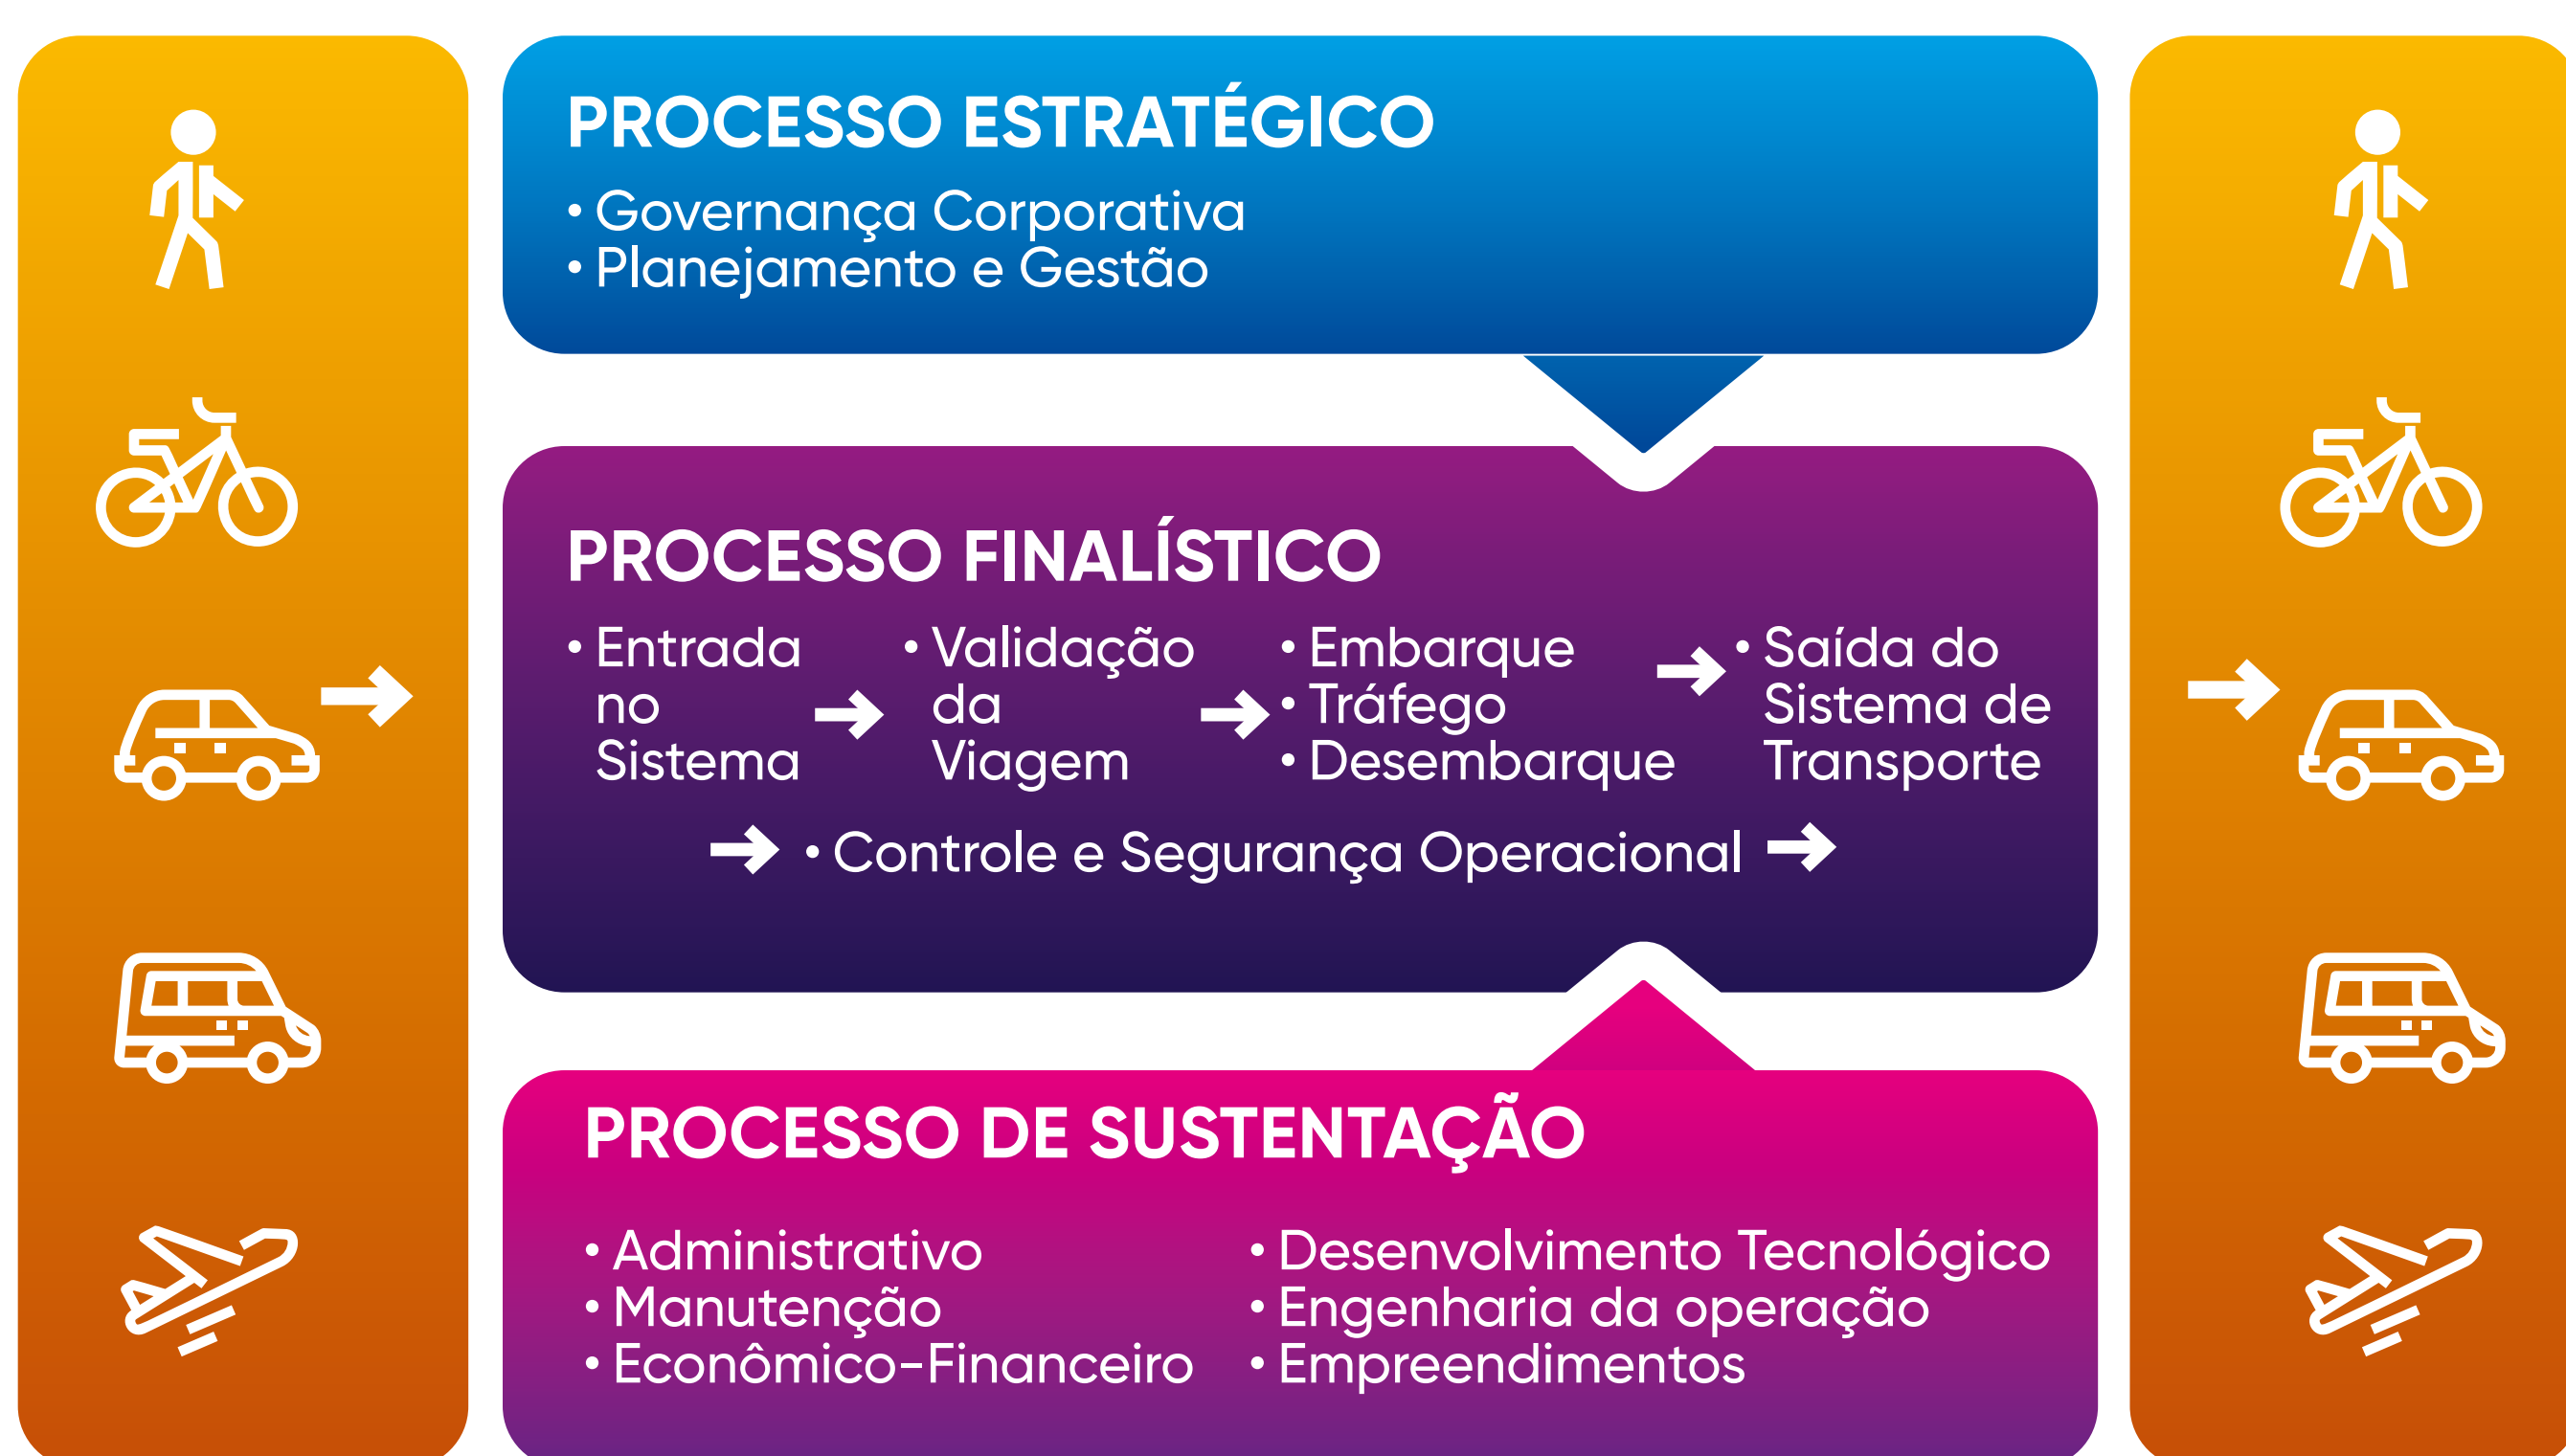 PROCESSO ESTRATÉGICO
• Governança Corporativa
• Planejamento e Gestão
PROCESSO FINALÍSTICO
• Entrada
no
Sistema
• Validação
da
Viagem
• Embarque
• Tráfego
• Desembarque
• Saída do
Sistema de
Transporte
• Controle e Segurança Operacional
PROCESSO DE SUSTENTAÇÃO
• Administrativo
• Manutenção
• Econômico-Financeiro
• Desenvolvimento Tecnológico
• Engenharia da operação
• Empreendimentos